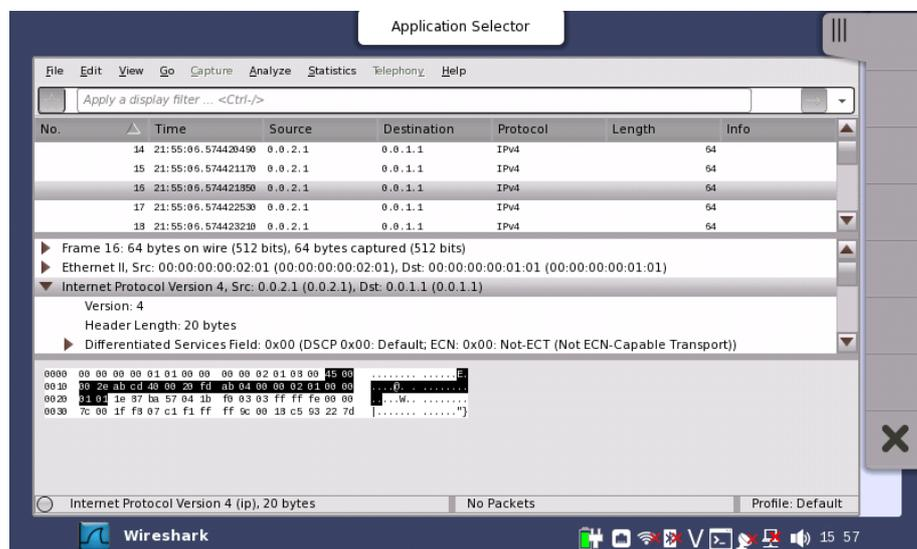 Application Selector
File Edit View Go Capture Analyze Statistics Telephony Help
Apply a display filter ... <Ctrl-/>
No. Time Source Destination Protocol Length Info
14 21:55:06.574420490 0.0.2.1 0.0.1.1 IPv4 64
15 21:55:06.574421170 0.0.2.1 0.0.1.1 IPv4 64
16 21:55:06.574421850 0.0.2.1 0.0.1.1 IPv4 64
17 21:55:06.574422530 0.0.2.1 0.0.1.1 IPv4 64
18 21:55:06.574423210 0.0.2.1 0.0.1.1 IPv4 64
Frame 16: 64 bytes on wire (512 bits), 64 bytes captured (512 bits)
Ethernet II, Src: 00:00:00:00:02:01 (00:00:00:00:02:01), Dst: 00:00:00:00:01:01 (00:00:00:00:01:01)
Internet Protocol Version 4, Src: 0.0.2.1 (0.0.2.1), Dst: 0.0.1.1 (0.0.1.1)
Version: 4
Header Length: 20 bytes
Differentiated Services Field: 0x00 (DSCP 0x00: Default; ECN: 0x00: Not-ECT (Not ECN-Capable Transport))
0000 00 00 00 00 01 01 00 00 00 00 02 01 08 00 45 00 ........ ......E.
0010 00 2e ab cd 40 00 20 fd ab 04 00 00 02 01 00 00 ....@. . ........
0020 01 01 1e 87 ba 57 04 1b f0 03 03 ff ff fe 00 00 .....W.. ........
0030 7c 00 1f f8 07 c1 f1 ff ff 9c 00 18 c5 93 22 7d |....... ......"}
Internet Protocol Version 4 (ip), 20 bytes No Packets Profile: Default
Wireshark 15 57